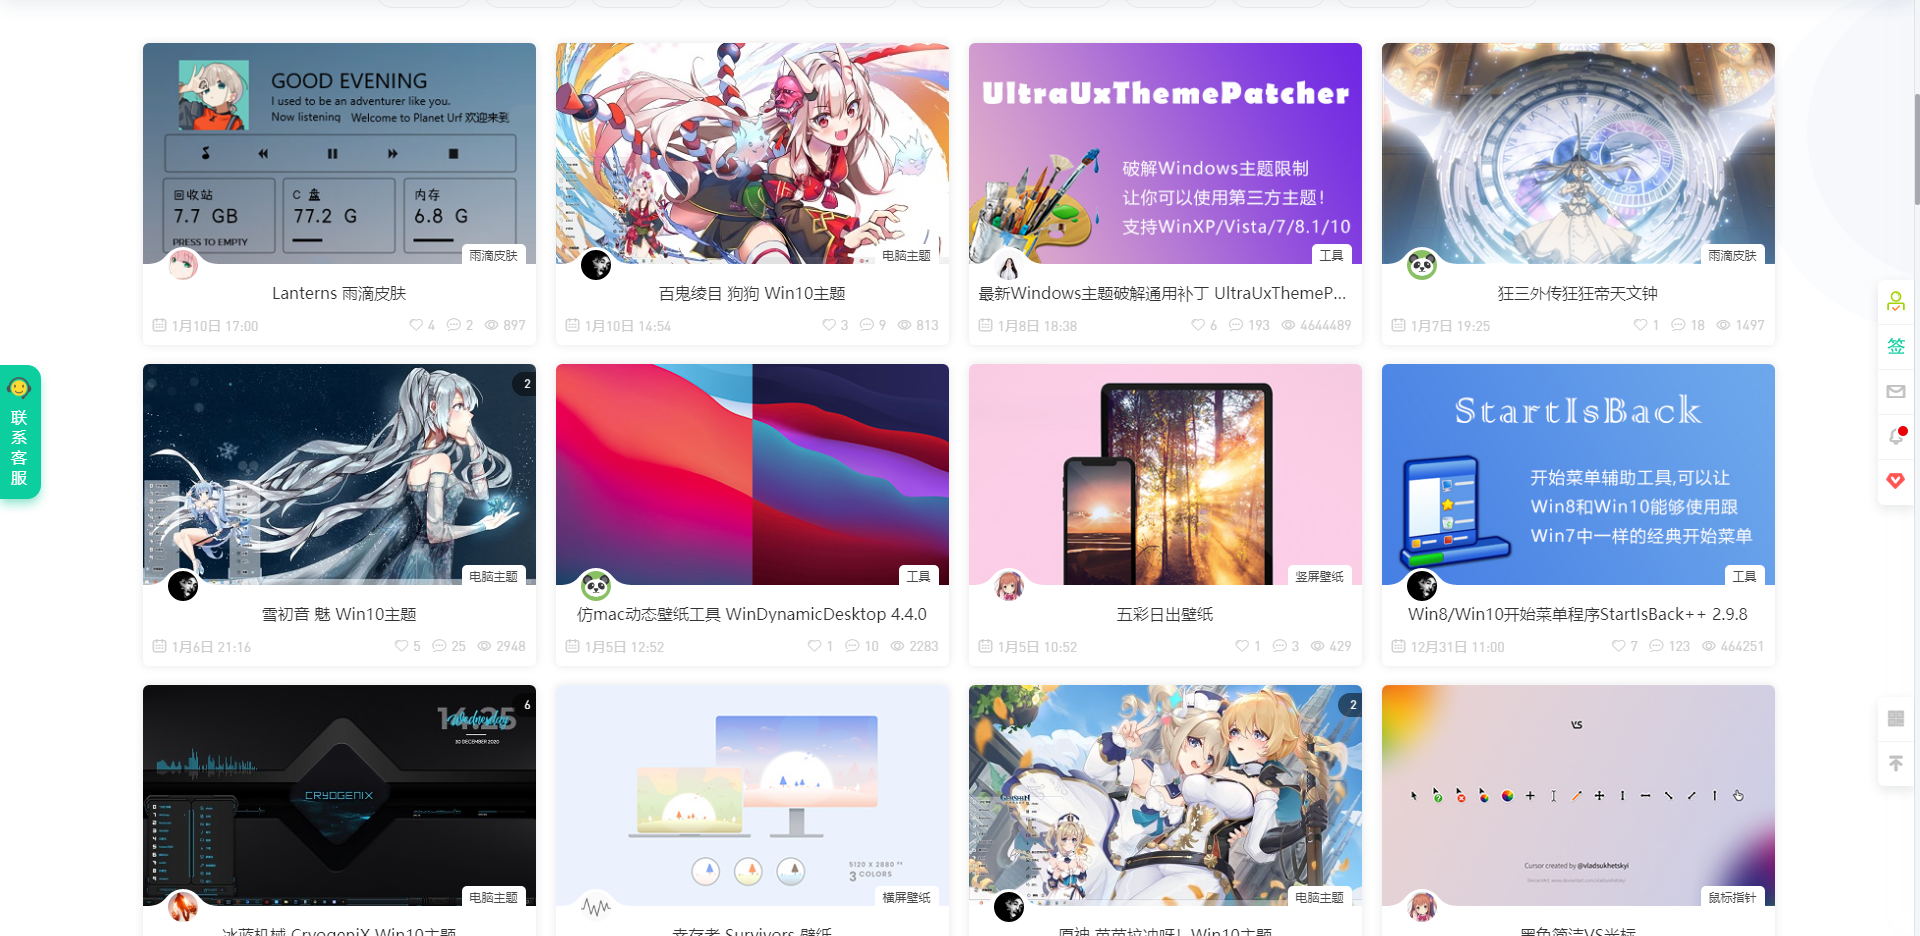 GOOD EVENING
I used to be an adventurer like you.
Now listening Welcome to Planet Urf 欢迎来到
回收站
7.7 GB
PRESS TO EMPTY
C 盘
77.2 G
内存
6.8 G
雨滴皮肤
Lanterns 雨滴皮肤
1月10日 17:00 4 2 897
电脑主题
百鬼绫目 狗狗 Win10主题
1月10日 14:54 3 9 813
UltraUxThemePatcher
破解Windows主题限制
让你可以使用第三方主题!
支持WinXP/Vista/7/8.1/10
工具
最新Windows主题破解通用补丁 UltraUxThemeP...
1月8日 18:38 6 193 4644489
雨滴皮肤
狂三外传狂狂帝天文钟
1月7日 19:25 1 18 1497
联系客服
签
2
电脑主题
雪初音 魅 Win10主题
1月6日 21:16 5 25 2948
工具
仿mac动态壁纸工具 WinDynamicDesktop 4.4.0
1月5日 12:52 1 10 2283
竖屏壁纸
五彩日出壁纸
1月5日 10:52 1 3 429
StartIsBack
开始菜单辅助工具,可以让
Win8和Win10能够使用跟
Win7中一样的经典开始菜单
工具
Win8/Win10开始菜单程序StartIsBack++ 2.9.8
12月31日 11:00 7 123 464251
6
14:25
Wednesday
30 DECEMBER 2020
CRYOGENIX
电脑主题
冰蓝机械 CryogeniX Win10主题
5120 X 2880 PX
3 COLORS
横屏壁纸
幸存者 Survivors 壁纸
2
GENSHIN
电脑主题
原神 芭芭拉冲呀! Win10主题
VS
Cursor created by @vladsukhetskyi
鼠标指针
黑色简洁VS光标